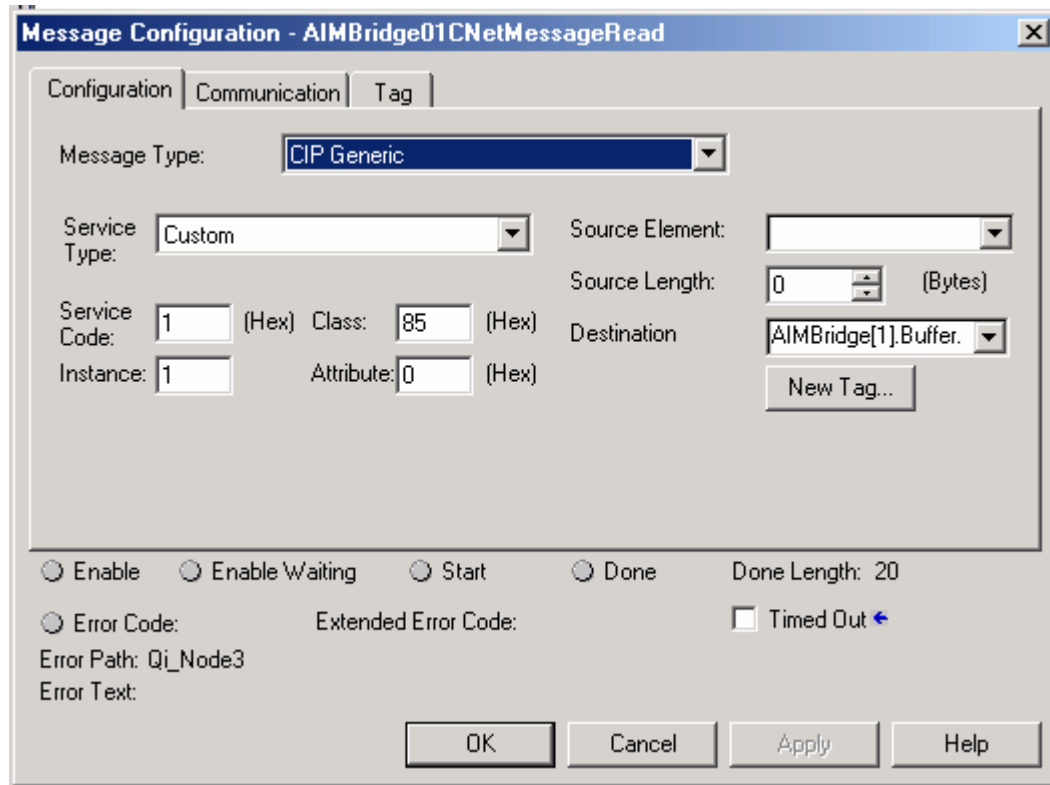 Message Configuration - AIMBridge01CNetMessageRead
Configuration Communication Tag
Message Type: CIP Generic
Service Type: Custom
Source Element:
Source Length: 0 (Bytes)
Service Code: 1 (Hex) Class: 85 (Hex)
Destination AIMBridge[1].Buffer.
Instance: 1 Attribute: 0 (Hex)
New Tag...
Enable Enable Waiting Start Done Done Length: 20
Error Code: Extended Error Code: Timed Out
Error Path: Qi_Node3
Error Text:
OK Cancel Apply Help